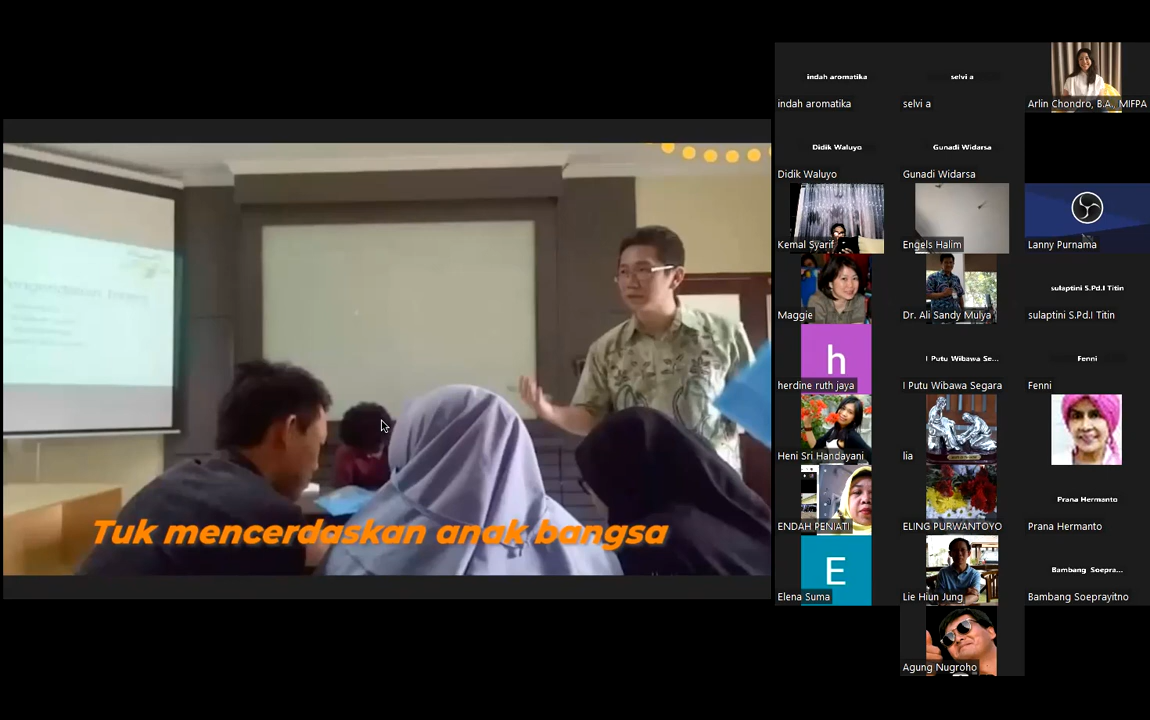 Tuk mencerdaskan anak bangsa
indah aromatika
selvi a
indah aromatika
selvi a
Arlin Chondro, B.A., MIFPA
Didik Waluyo
Gunadi Widarsa
Didik Waluyo
Gunadi Widarsa
Kemal Syarif
Engels Halim
Lanny Purnama
sulaptini S.Pd.I Titin
Maggie
Dr. Ali Sandy Mulya
sulaptini S.Pd.I Titin
h
I Putu Wibawa Se...
Fenni
herdine ruth jaya
I Putu Wibawa Segara
Fenni
Heni Sri Handayani
lia
Prana Hermanto
ENDAH PENIATI
ELING PURWANTOYO
Prana Hermanto
E
Bambang Soepra...
Elena Suma
Lie Hiun Jung
Bambang Soeprayitno
Agung Nugroho